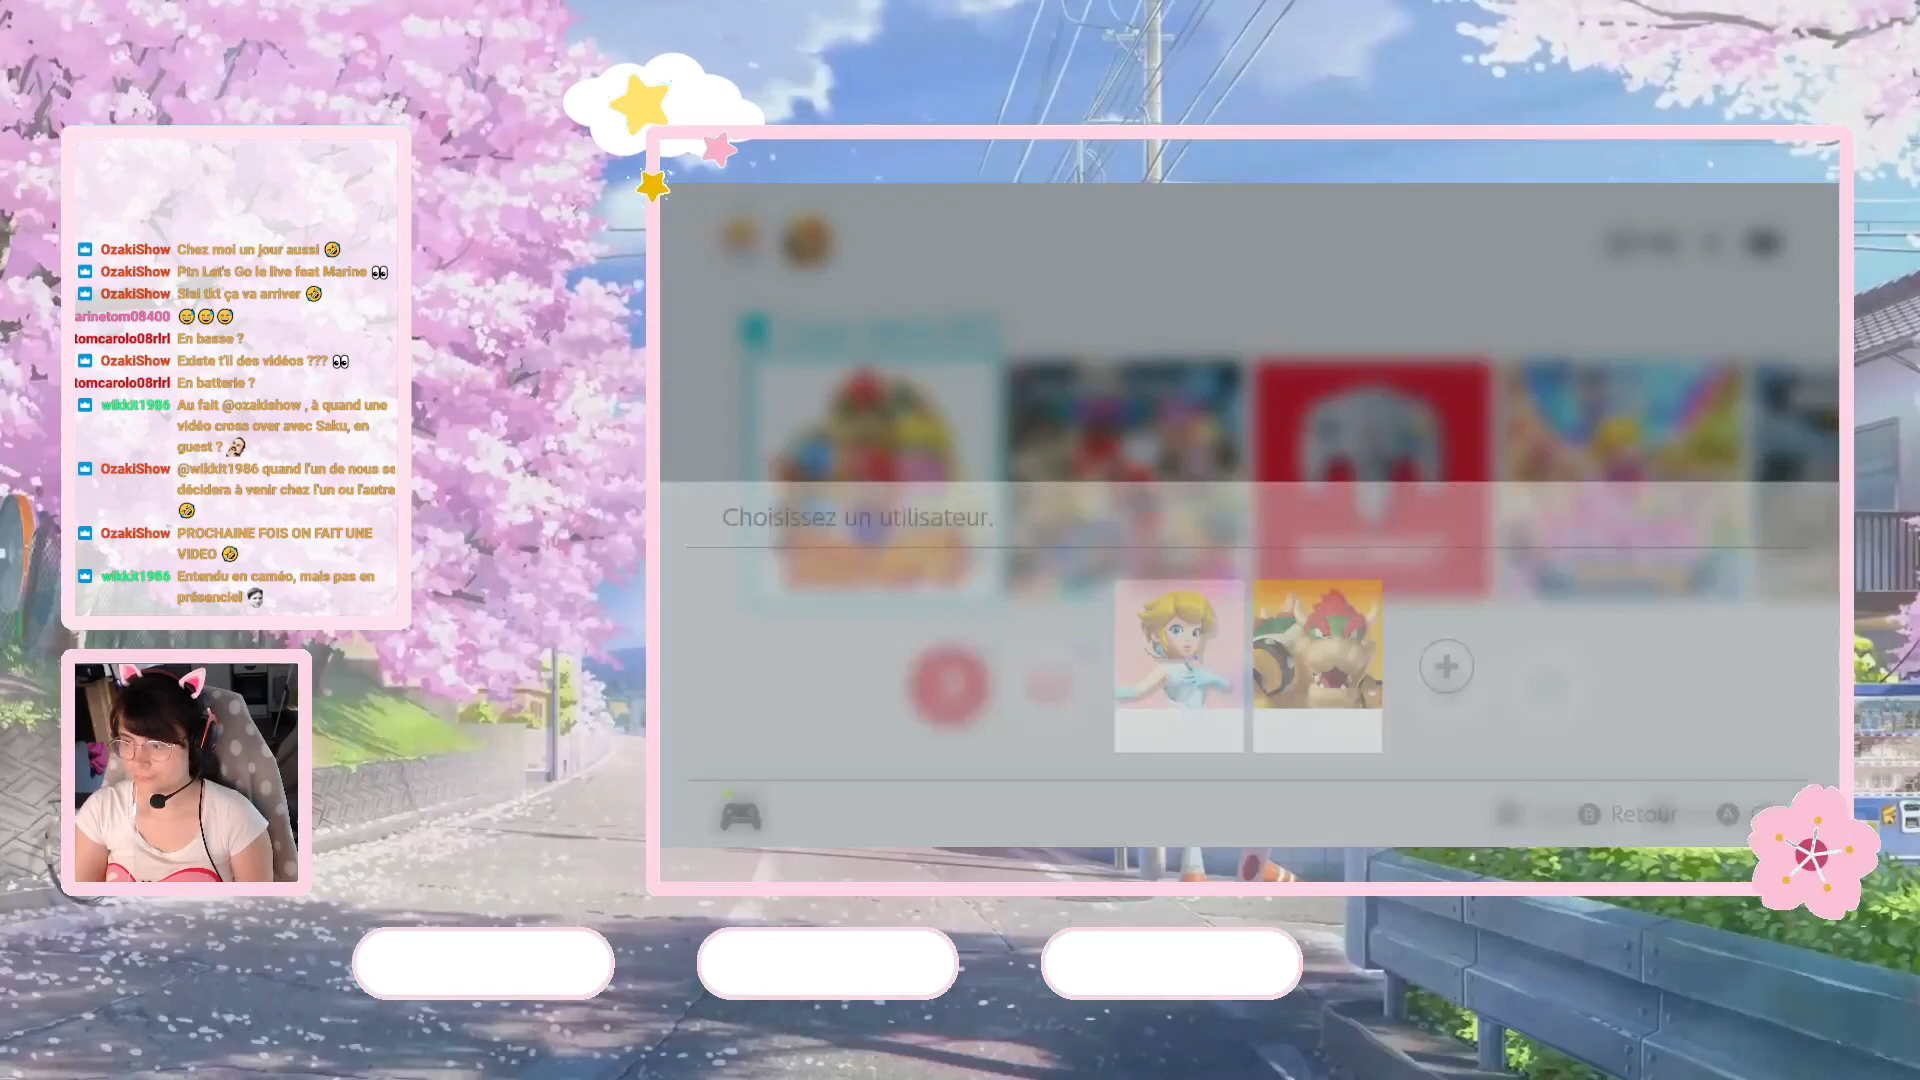 OzakiShow Chez moi un jour aussi 🤣
OzakiShow Ptn Let's Go le live feat Marine 👀
OzakiShow Sisi tkt ça va arriver 🤣
arinetom08400 😅😅😅
tomcarolo08rlrl En basse ?
OzakiShow Existe t'il des vidéos ??? 👀
tomcarolo08rlrl En batterie ?
wikkit1986 Au fait @ozakishow , à quand une
vidéo cross over avec Saku, en
guest ?
OzakiShow @wikkit1986 quand l'un de nous se
décidera à venir chez l'un ou l'autre
🤣
OzakiShow PROCHAINE FOIS ON FAIT UNE
VIDEO 🤣
wikkit1986 Entendu en caméo, mais pas en
présenciel
Choisissez un utilisateur.
B Retour A